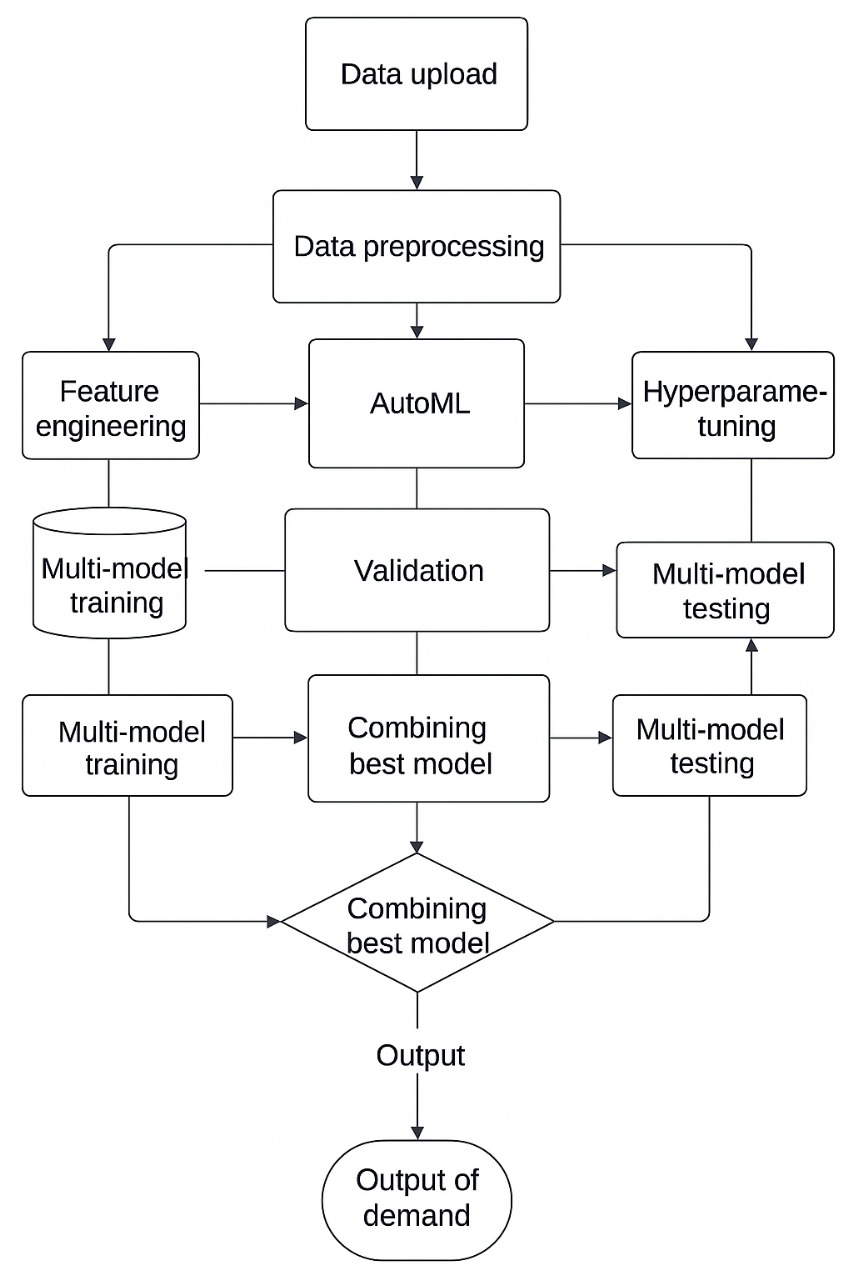 Data upload
Data preprocessing
Feature
engineering
AutoML
Hyperparame-
tuning
Multi-model
training
Validation
Multi-model
testing
Multi-model
training
Combining
best model
Multi-model
testing
Combining
best model
Output
Output of
demand